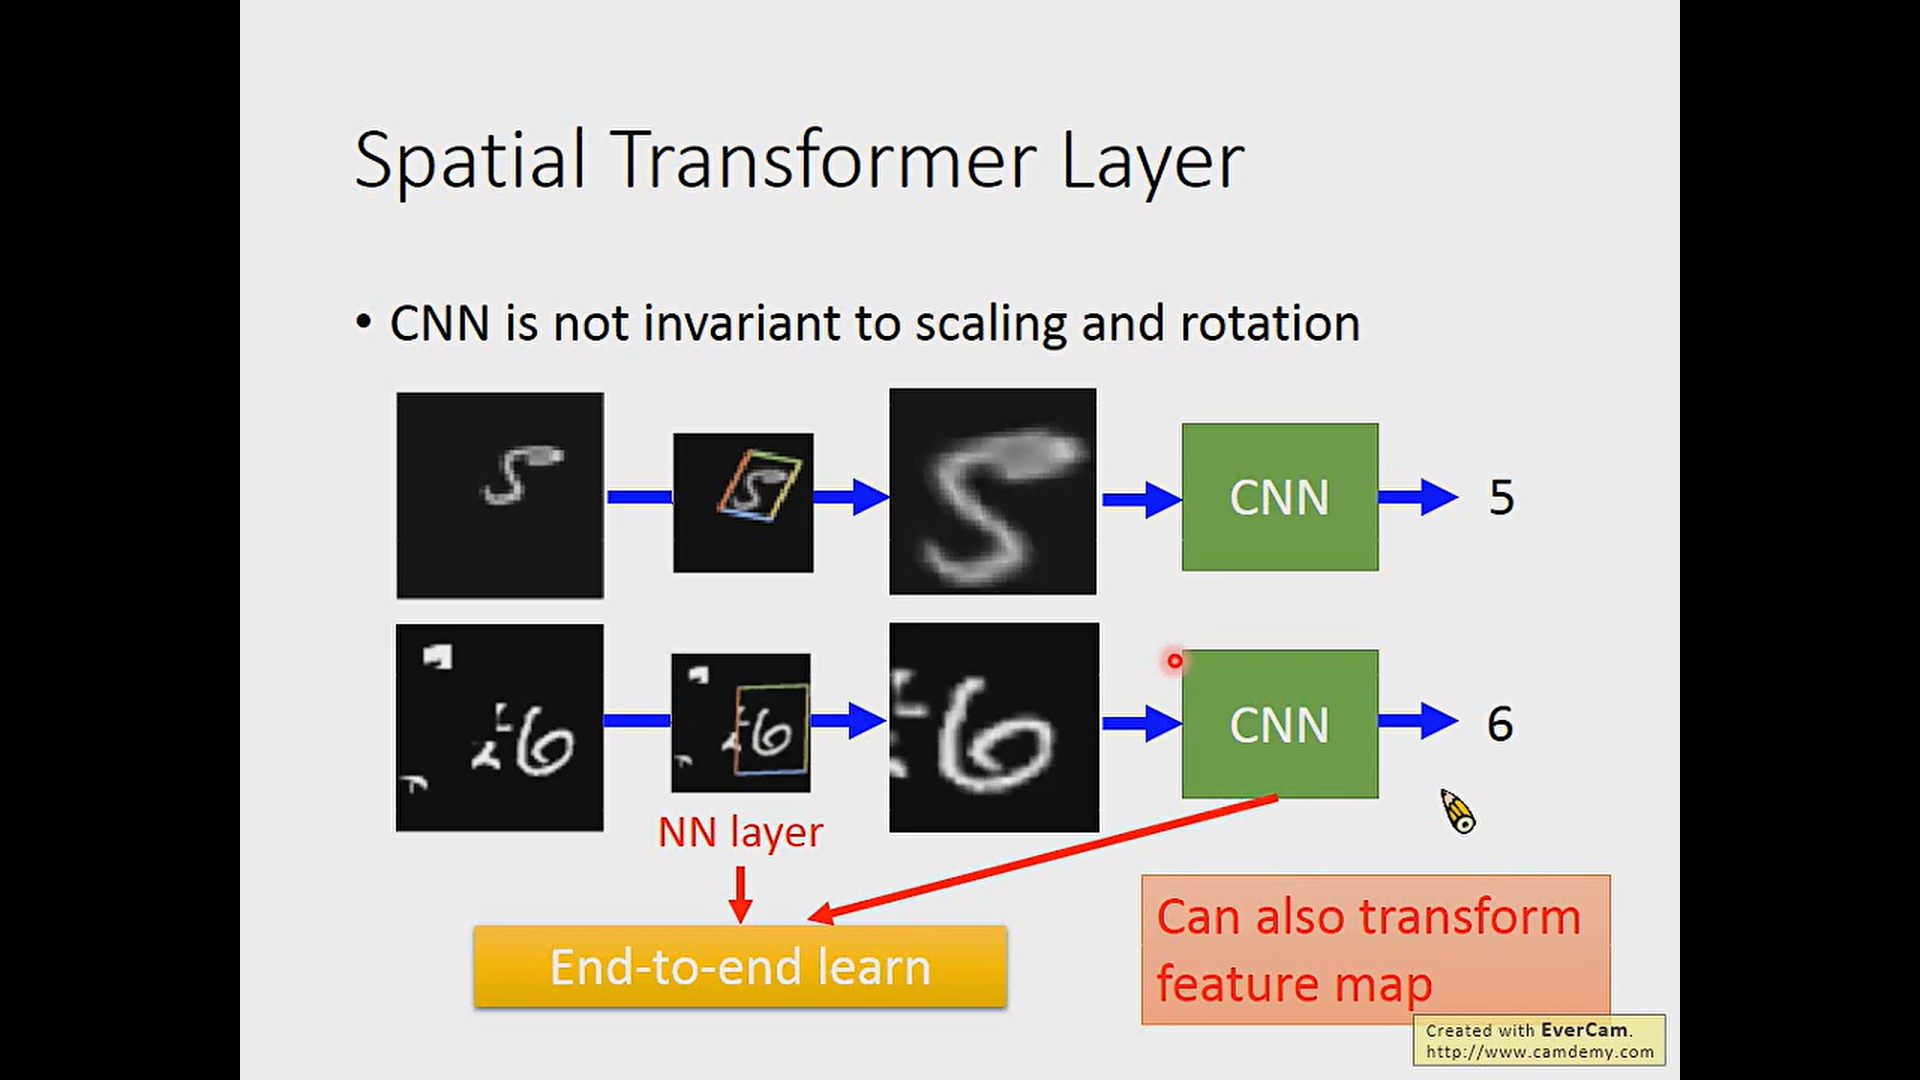 Spatial Transformer Layer
• CNN is not invariant to scaling and rotation
CNN
5
CNN
6
NN layer
End-to-end learn
Can also transform
feature map
Created with EverCam.
http://www.camdemy.com